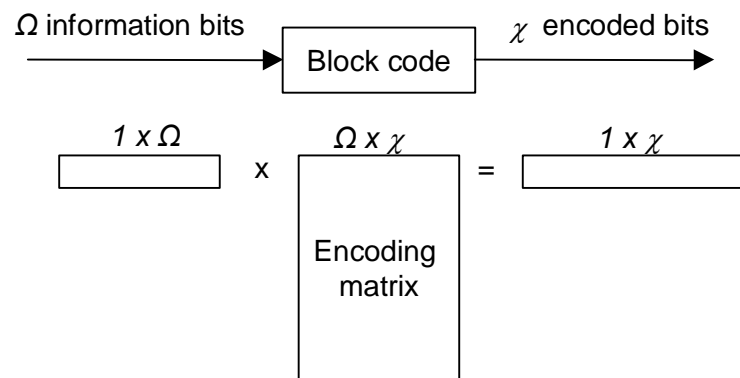 Ω information bits
χ encoded bits
Block code
1 x Ω
Ω x χ
1 x χ
x
=
Encoding
matrix